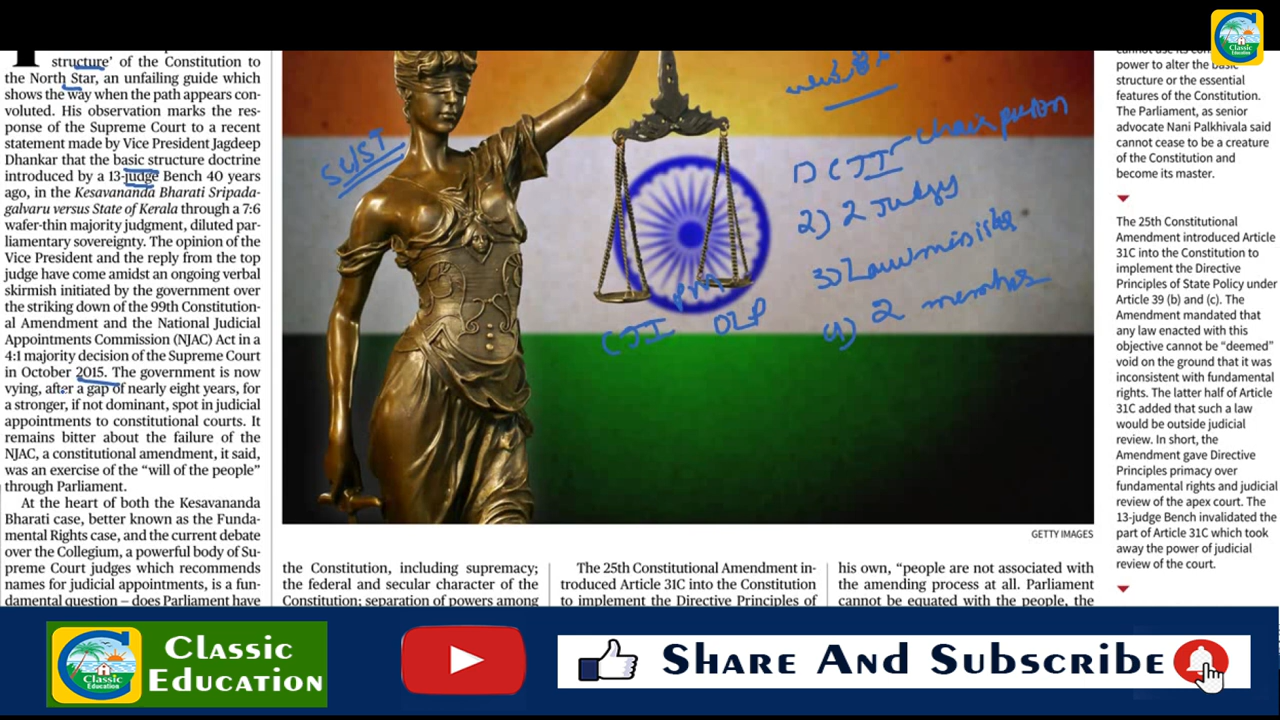 structure’ of the Constitution to
the North Star, an unfailing guide which
shows the way when the path appears con-
voluted. His observation marks the res-
ponse of the Supreme Court to a recent
statement made by Vice President Jagdeep
Dhankar that the basic structure doctrine
introduced by a 13-judge Bench 40 years
ago, in the Kesavananda Bharati Sripada-
galvaru versus State of Kerala through a 7:6
wafer-thin majority judgment, diluted par-
liamentary sovereignty. The opinion of the
Vice President and the reply from the top
judge have come amidst an ongoing verbal
skirmish initiated by the government over
the striking down of the 99th Constitution-
al Amendment and the National Judicial
Appointments Commission (NJAC) Act in a
4:1 majority decision of the Supreme Court
in October 2015. The government is now
vying, after a gap of nearly eight years, for
a stronger, if not dominant, spot in judicial
appointments to constitutional courts. It
remains bitter about the failure of the
NJAC, a constitutional amendment, it said,
was an exercise of the “will of the people”
through Parliament.
At the heart of both the Kesavananda
Bharati case, better known as the Funda-
mental Rights case, and the current debate
over the Collegium, a powerful body of Su-
preme Court judges which recommends
names for judicial appointments, is a fun-
damental question – does Parliament have
SC/ST
1) CJI - Chair person
2) 2 Judges
3) Law minister
4) 2 members
PM
CJI OLP
GETTY IMAGES
the Constitution, including supremacy;
the federal and secular character of the
Constitution; separation of powers among
The 25th Constitutional Amendment in-
troduced Article 31C into the Constitution
to implement the Directive Principles of
his own, “people are not associated with
the amending process at all. Parliament
cannot be equated with the people, the
power to alter the basic
structure or the essential
features of the Constitution.
The Parliament, as senior
advocate Nani Palkhivala said
cannot cease to be a creature
of the Constitution and
become its master.
The 25th Constitutional
Amendment introduced Article
31C into the Constitution to
implement the Directive
Principles of State Policy under
Article 39 (b) and (c). The
Amendment mandated that
any law enacted with this
objective cannot be “deemed”
void on the ground that it was
inconsistent with fundamental
rights. The latter half of Article
31C added that such a law
would be outside judicial
review. In short, the
Amendment gave Directive
Principles primacy over
fundamental rights and judicial
review of the apex court. The
13-judge Bench invalidated the
part of Article 31C which took
away the power of judicial
review of the court.
Classic
Education
Classic
Education
Classic
Education
Share And Subscribe